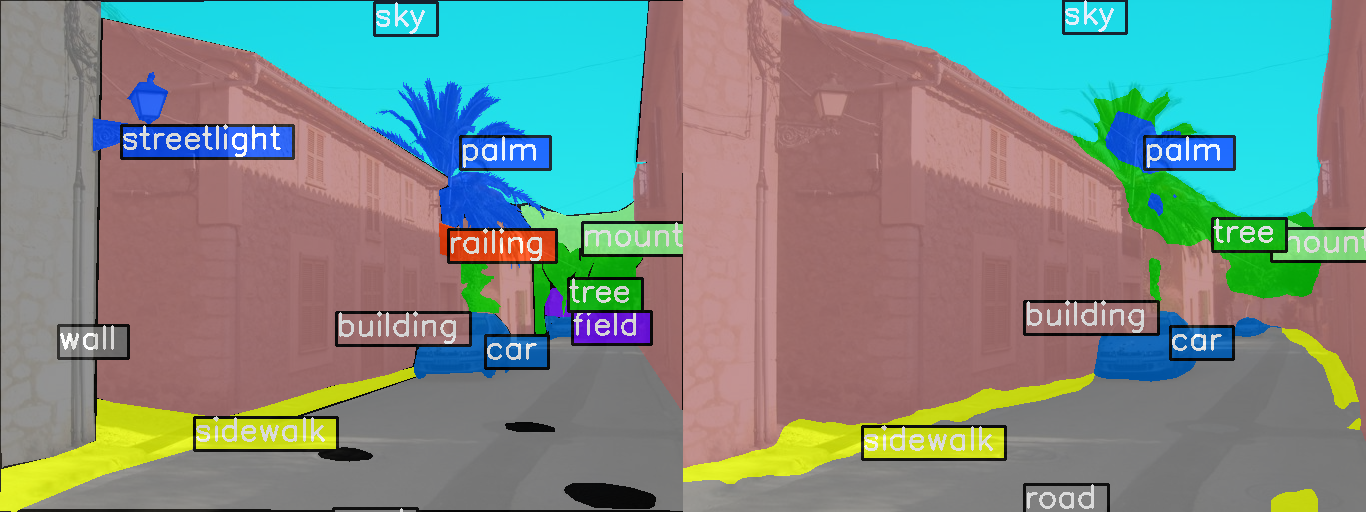 sky
streetlight
palm
railing
mount
tree
field
building
car
wall
sidewalk
sky
palm
tree
mount
building
car
sidewalk
road